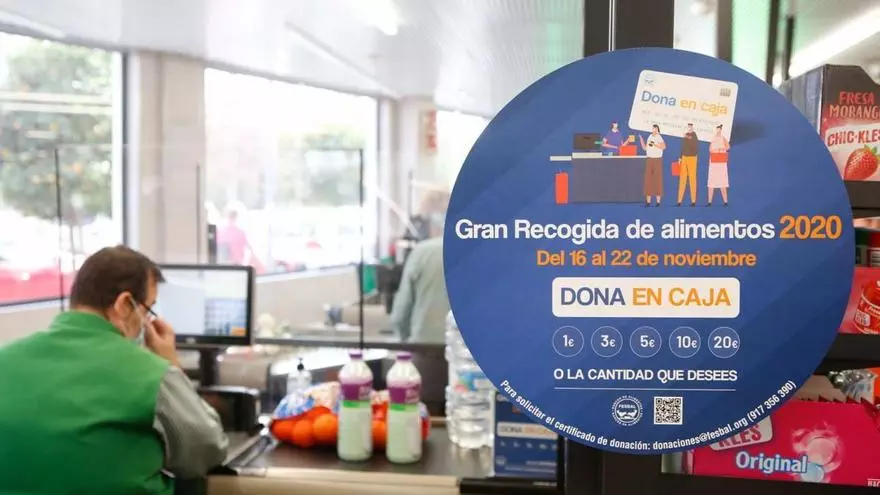 Dona en caja
Gran Recogida de alimentos 2020
Del 16 al 22 de noviembre
DONA EN CAJA
1€ 3€ 5€ 10€ 20€
O LA CANTIDAD QUE DESEES
FESBAL
Para solicitar el certificado de donación: donaciones@fesbal.org (917 356 390)
FRESA
CHICKLES
KLES
Original